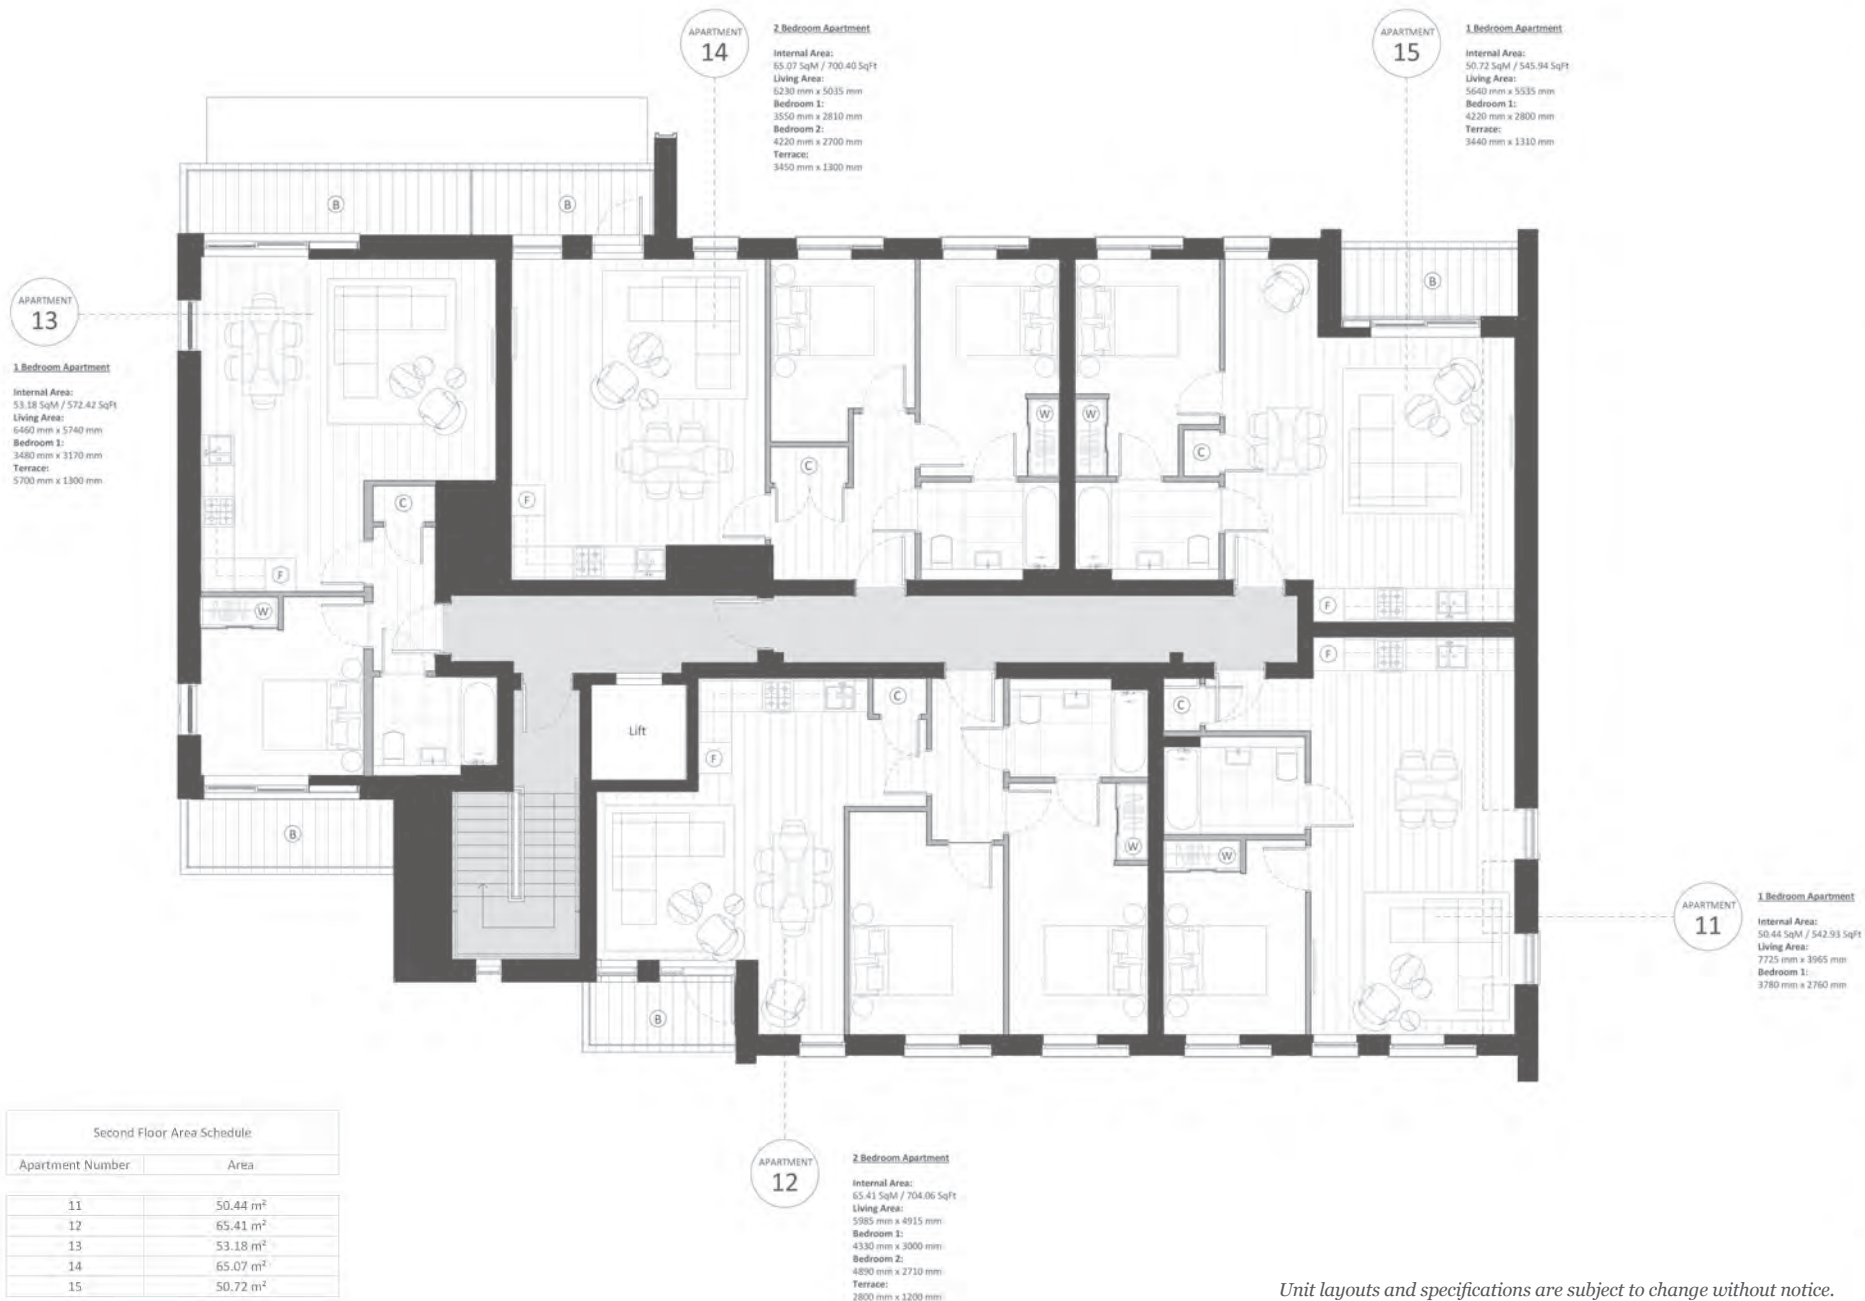 APARTMENT
14
2 Bedroom Apartment
Internal Area:
65.07 SqM / 700.40 SqFt
Living Area:
6230 mm x 5035 mm
Bedroom 1:
3550 mm x 2810 mm
Bedroom 2:
4220 mm x 2700 mm
Terrace:
3450 mm x 1300 mm
APARTMENT
15
1 Bedroom Apartment
Internal Area:
50.72 SqM / 545.94 SqFt
Living Area:
5640 mm x 5535 mm
Bedroom 1:
4220 mm x 2800 mm
Terrace:
3440 mm x 1310 mm
B
B
B
APARTMENT
13
1 Bedroom Apartment
Internal Area:
53.18 SqM / 572.42 SqFt
Living Area:
6460 mm x 5740 mm
Bedroom 1:
3480 mm x 3170 mm
Terrace:
5700 mm x 1300 mm
W
W
C
C
C
F
F
F
W
F
C
C
Lift
F
B
W
W
B
APARTMENT
11
1 Bedroom Apartment
Internal Area:
50.44 SqM / 542.93 SqFt
Living Area:
7725 mm x 3965 mm
Bedroom 1:
3780 mm x 2760 mm
APARTMENT
12
2 Bedroom Apartment
Internal Area:
65.41 SqM / 704.06 SqFt
Living Area:
5985 mm x 4915 mm
Bedroom 1:
4330 mm x 3000 mm
Bedroom 2:
4890 mm x 2710 mm
Terrace:
2800 mm x 1200 mm
Second Floor Area Schedule
Apartment Number Area
11 50.44 m²
12 65.41 m²
13 53.18 m²
14 65.07 m²
15 50.72 m²
Unit layouts and specifications are subject to change without notice.